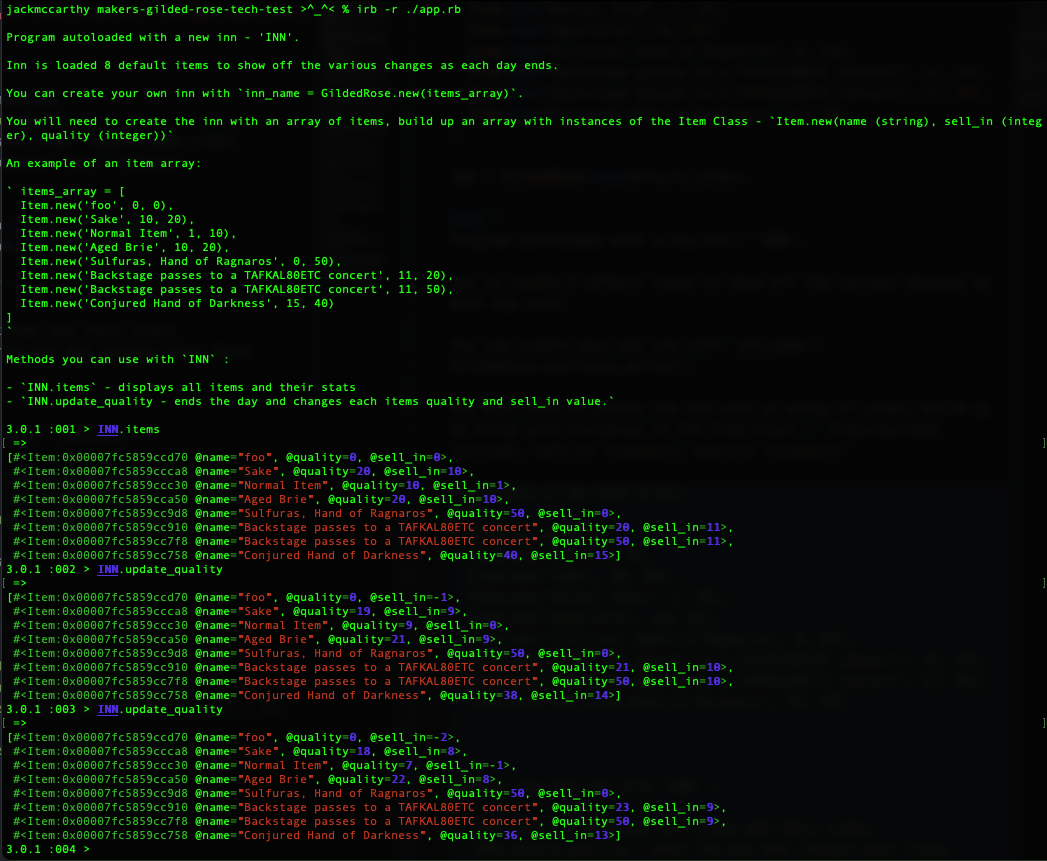 jackmccarthy makers-gilded-rose-tech-test >^_^< % irb -r ./app.rb
Program autoloaded with a new inn - 'INN'.
Inn is loaded 8 default items to show off the various changes as each day ends.
You can create your own inn with `inn_name = GildedRose.new(items_array)`.
You will need to create the inn with an array of items, build up an array with instances of the Item Class - `Item.new(name (string), sell_in (integ
er), quality (integer))`
An example of an item array:
` items_array = [
  Item.new('foo', 0, 0),
  Item.new('Sake', 10, 20),
  Item.new('Normal Item', 1, 10),
  Item.new('Aged Brie', 10, 20),
  Item.new('Sulfuras, Hand of Ragnaros', 0, 50),
  Item.new('Backstage passes to a TAFKAL80ETC concert', 11, 20),
  Item.new('Backstage passes to a TAFKAL80ETC concert', 11, 50),
  Item.new('Conjured Hand of Darkness', 15, 40)
]
`
Methods you can use with `INN` :
- `INN.items` - displays all items and their stats
- `INN.update_quality - ends the day and changes each items quality and sell_in value.`
3.0.1 :001 > INN.items
[ => ]
[#<Item:0x00007fc5859ccd70 @name="foo", @quality=0, @sell_in=0>,
 #<Item:0x00007fc5859ccca8 @name="Sake", @quality=20, @sell_in=10>,
 #<Item:0x00007fc5859ccc30 @name="Normal Item", @quality=10, @sell_in=1>,
 #<Item:0x00007fc5859cca50 @name="Aged Brie", @quality=20, @sell_in=10>,
 #<Item:0x00007fc5859cc9d8 @name="Sulfuras, Hand of Ragnaros", @quality=50, @sell_in=0>,
 #<Item:0x00007fc5859cc910 @name="Backstage passes to a TAFKAL80ETC concert", @quality=20, @sell_in=11>,
 #<Item:0x00007fc5859cc7f8 @name="Backstage passes to a TAFKAL80ETC concert", @quality=50, @sell_in=11>,
 #<Item:0x00007fc5859cc758 @name="Conjured Hand of Darkness", @quality=40, @sell_in=15>]
3.0.1 :002 > INN.update_quality
[ => ]
[#<Item:0x00007fc5859ccd70 @name="foo", @quality=0, @sell_in=-1>,
 #<Item:0x00007fc5859ccca8 @name="Sake", @quality=19, @sell_in=9>,
 #<Item:0x00007fc5859ccc30 @name="Normal Item", @quality=9, @sell_in=0>,
 #<Item:0x00007fc5859cca50 @name="Aged Brie", @quality=21, @sell_in=9>,
 #<Item:0x00007fc5859cc9d8 @name="Sulfuras, Hand of Ragnaros", @quality=50, @sell_in=0>,
 #<Item:0x00007fc5859cc910 @name="Backstage passes to a TAFKAL80ETC concert", @quality=21, @sell_in=10>,
 #<Item:0x00007fc5859cc7f8 @name="Backstage passes to a TAFKAL80ETC concert", @quality=50, @sell_in=10>,
 #<Item:0x00007fc5859cc758 @name="Conjured Hand of Darkness", @quality=38, @sell_in=14>]
3.0.1 :003 > INN.update_quality
[ => ]
[#<Item:0x00007fc5859ccd70 @name="foo", @quality=0, @sell_in=-2>,
 #<Item:0x00007fc5859ccca8 @name="Sake", @quality=18, @sell_in=8>,
 #<Item:0x00007fc5859ccc30 @name="Normal Item", @quality=7, @sell_in=-1>,
 #<Item:0x00007fc5859cca50 @name="Aged Brie", @quality=22, @sell_in=8>,
 #<Item:0x00007fc5859cc9d8 @name="Sulfuras, Hand of Ragnaros", @quality=50, @sell_in=0>,
 #<Item:0x00007fc5859cc910 @name="Backstage passes to a TAFKAL80ETC concert", @quality=23, @sell_in=9>,
 #<Item:0x00007fc5859cc7f8 @name="Backstage passes to a TAFKAL80ETC concert", @quality=50, @sell_in=9>,
 #<Item:0x00007fc5859cc758 @name="Conjured Hand of Darkness", @quality=36, @sell_in=13>]
3.0.1 :004 >